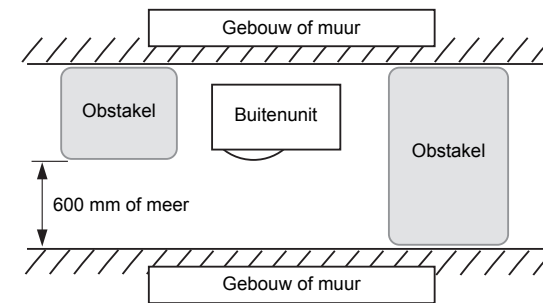 Gebouw of muur
Obstakel
Buitenunit
Obstakel
600 mm of meer
Gebouw of muur